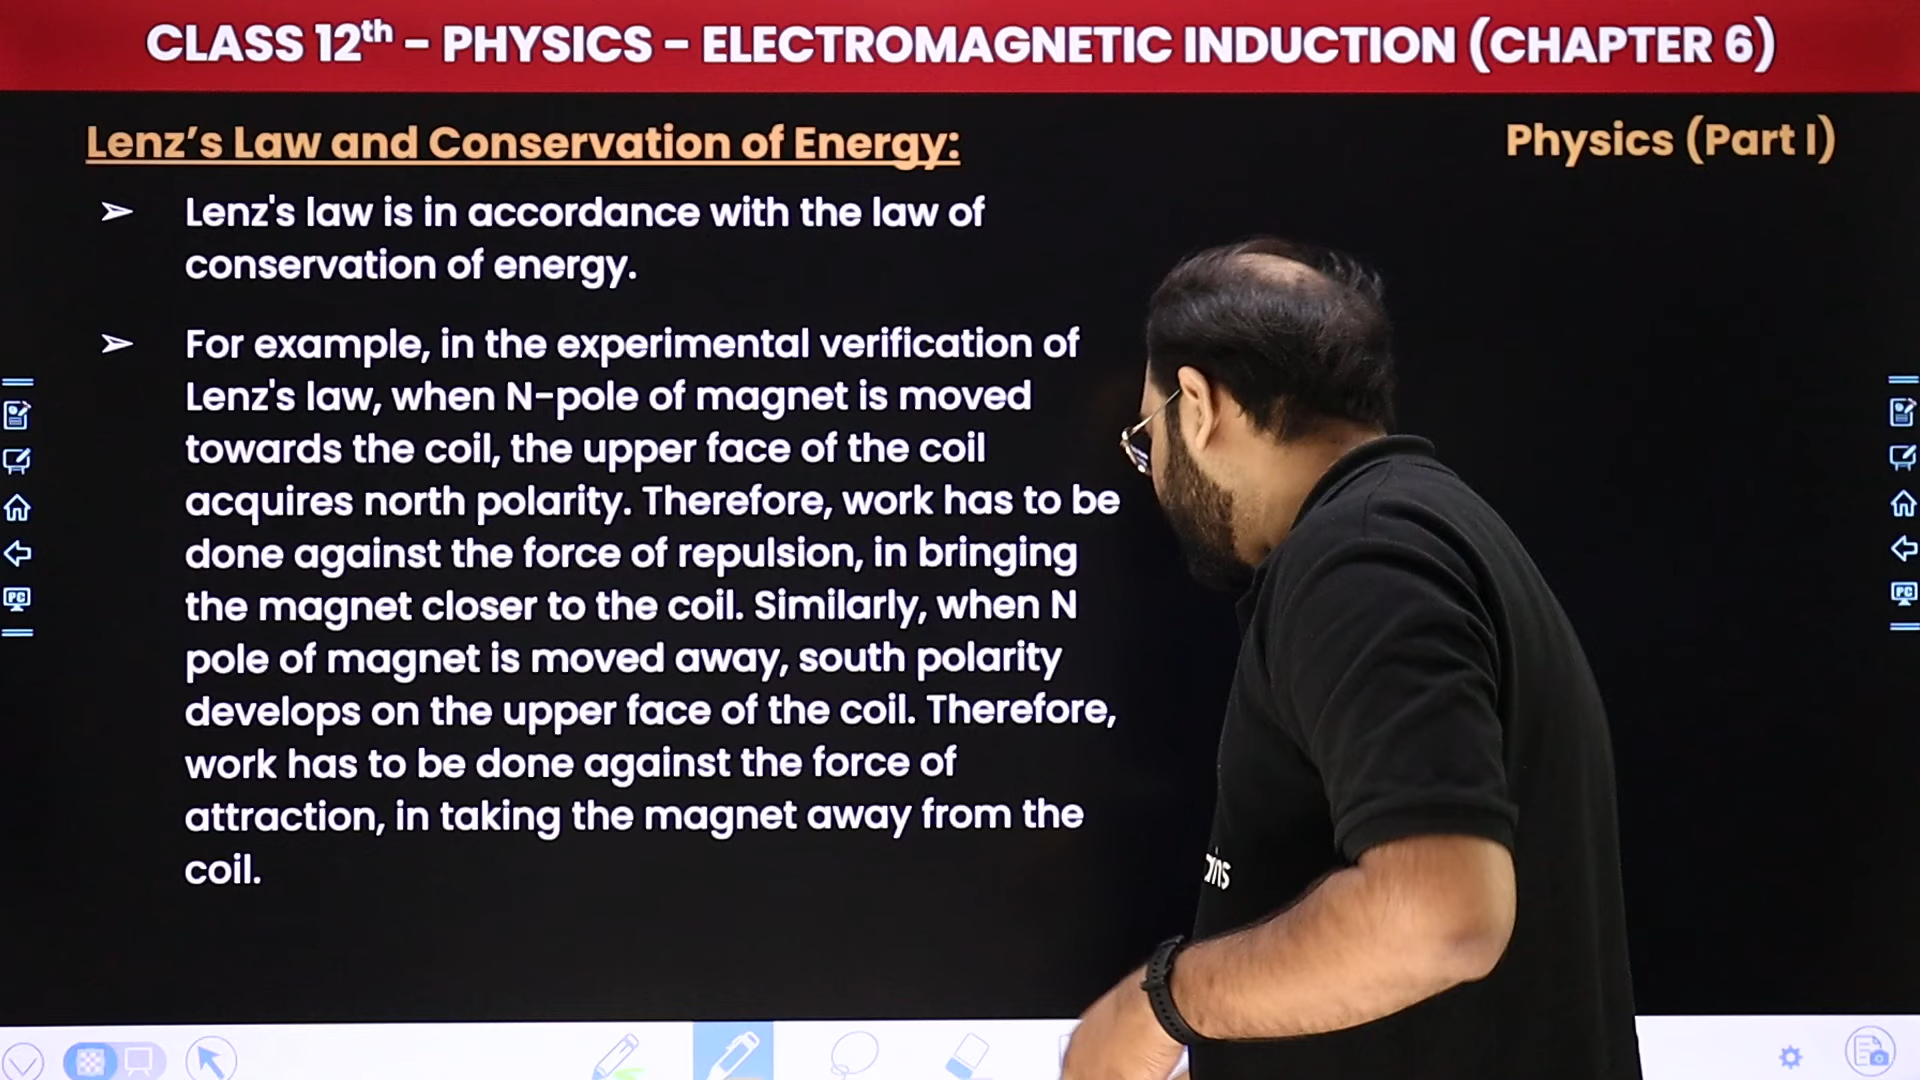 CLASS 12th - PHYSICS - ELECTROMAGNETIC INDUCTION (CHAPTER 6)
Lenz’s Law and Conservation of Energy:
Physics (Part I)
➢ Lenz's law is in accordance with the law of
conservation of energy.
➢ For example, in the experimental verification of
Lenz's law, when N-pole of magnet is moved
towards the coil, the upper face of the coil
acquires north polarity. Therefore, work has to be
done against the force of repulsion, in bringing
the magnet closer to the coil. Similarly, when N
pole of magnet is moved away, south polarity
develops on the upper face of the coil. Therefore,
work has to be done against the force of
attraction, in taking the magnet away from the
coil.
PC
PC